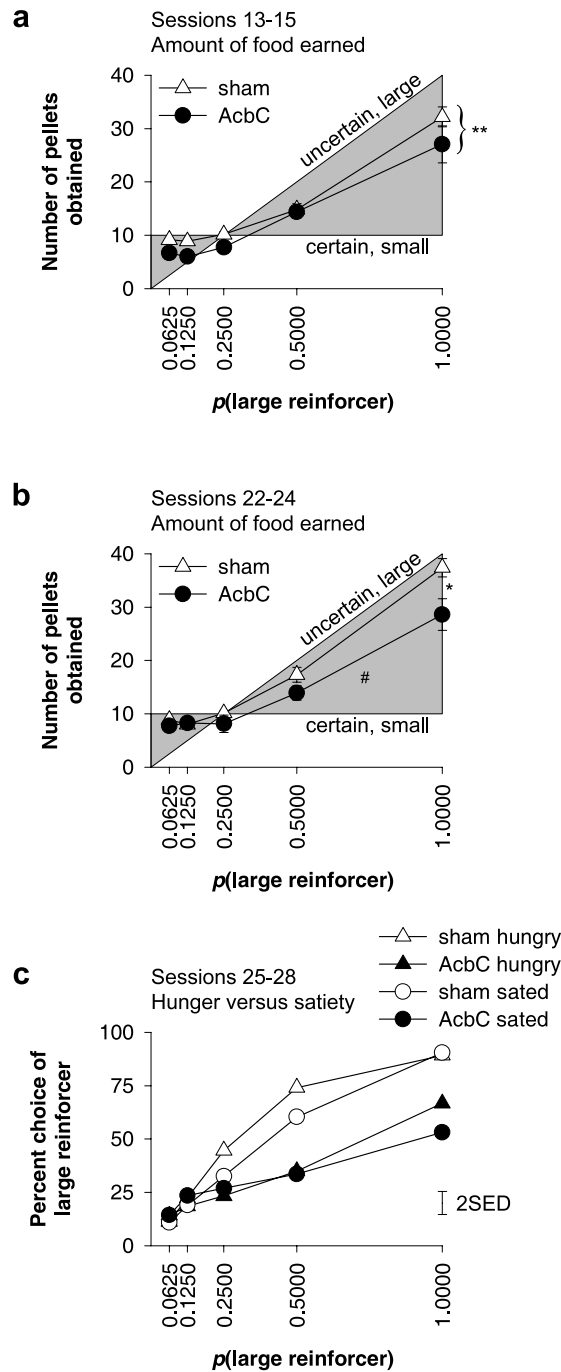 a
Sessions 13-15
Amount of food earned
sham
AcbC
uncertain, large
certain, small
**
Number of pellets
obtained
40
30
20
10
0
0.0625
0.1250
0.2500
0.5000
1.0000
p(large reinforcer)
b
Sessions 22-24
Amount of food earned
sham
AcbC
uncertain, large
certain, small
*
#
Number of pellets
obtained
40
30
20
10
0
0.0625
0.1250
0.2500
0.5000
1.0000
p(large reinforcer)
c
Sessions 25-28
Hunger versus satiety
sham hungry
AcbC hungry
sham sated
AcbC sated
Percent choice of
large reinforcer
100
75
50
25
0
2SED
0.0625
0.1250
0.2500
0.5000
1.0000
p(large reinforcer)